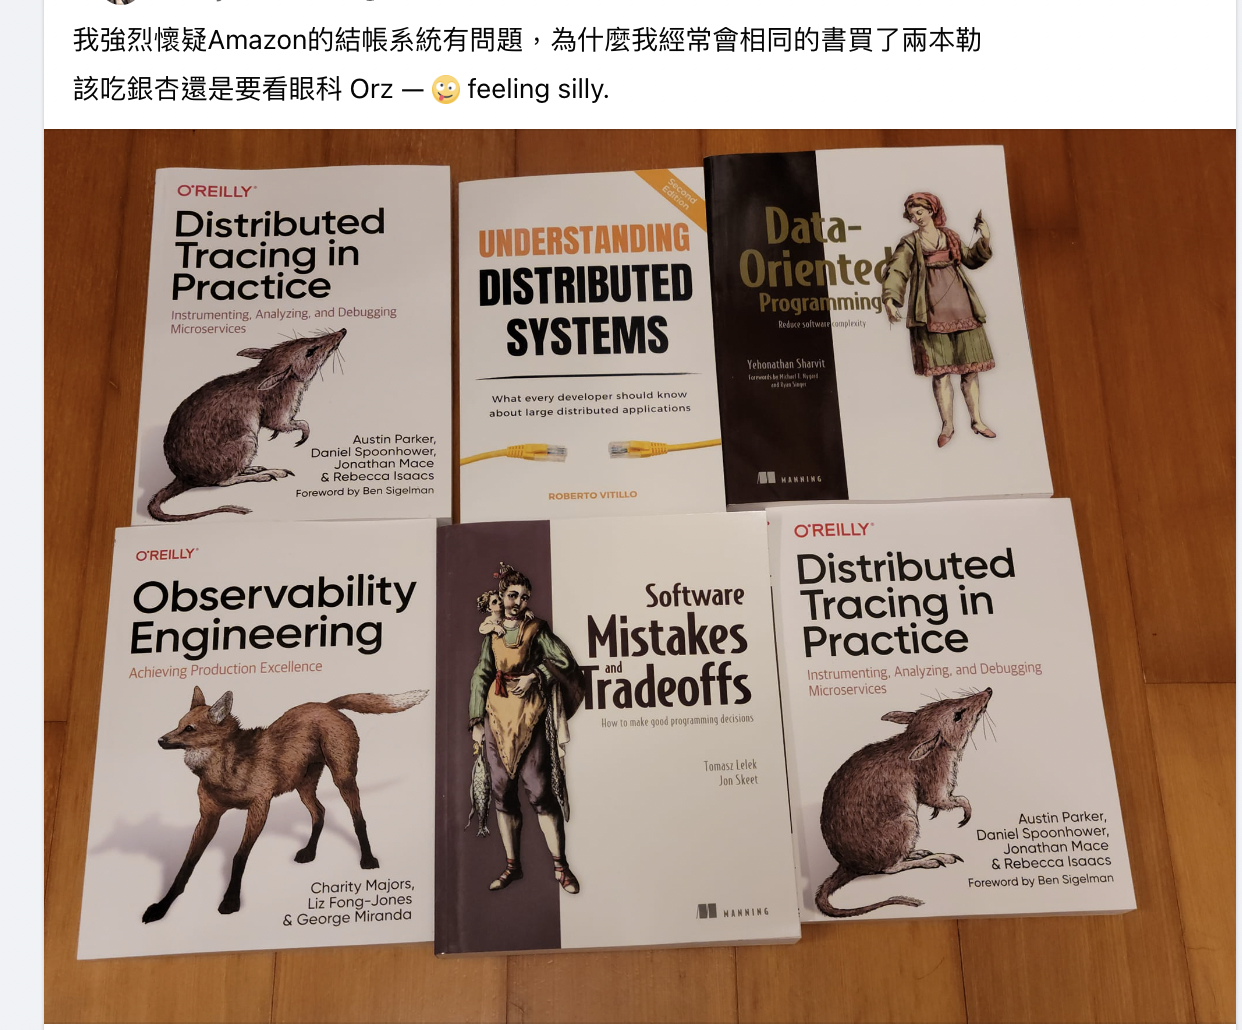 我強烈懷疑Amazon的結帳系統有問題，為什麼我經常會相同的書買了兩本勒
該吃銀杏還是要看眼科 Orz — 🤪 feeling silly.
O'REILLY®
Distributed
Tracing in
Practice
Instrumenting, Analyzing, and Debugging
Microservices
Austin Parker,
Daniel Spoonhower,
Jonathan Mace
& Rebecca Isaacs
Foreword by Ben Sigelman
Second
Edition
UNDERSTANDING
DISTRIBUTED
SYSTEMS
What every developer should know
about large distributed applications
ROBERTO VITILLO
Data-
Oriented
Programming
Reduce software complexity
Yehonathan Sharvit
Forewords by Michael T. Nygard
and Ryan Singer
MANNING
O'REILLY®
Observability
Engineering
Achieving Production Excellence
Charity Majors,
Liz Fong-Jones
& George Miranda
Software
Mistakes
and
Tradeoffs
How to make good programming decisions
Tomasz Lelek
Jon Skeet
MANNING
O'REILLY®
Distributed
Tracing in
Practice
Instrumenting, Analyzing, and Debugging
Microservices
Austin Parker,
Daniel Spoonhower,
Jonathan Mace
& Rebecca Isaacs
Foreword by Ben Sigelman